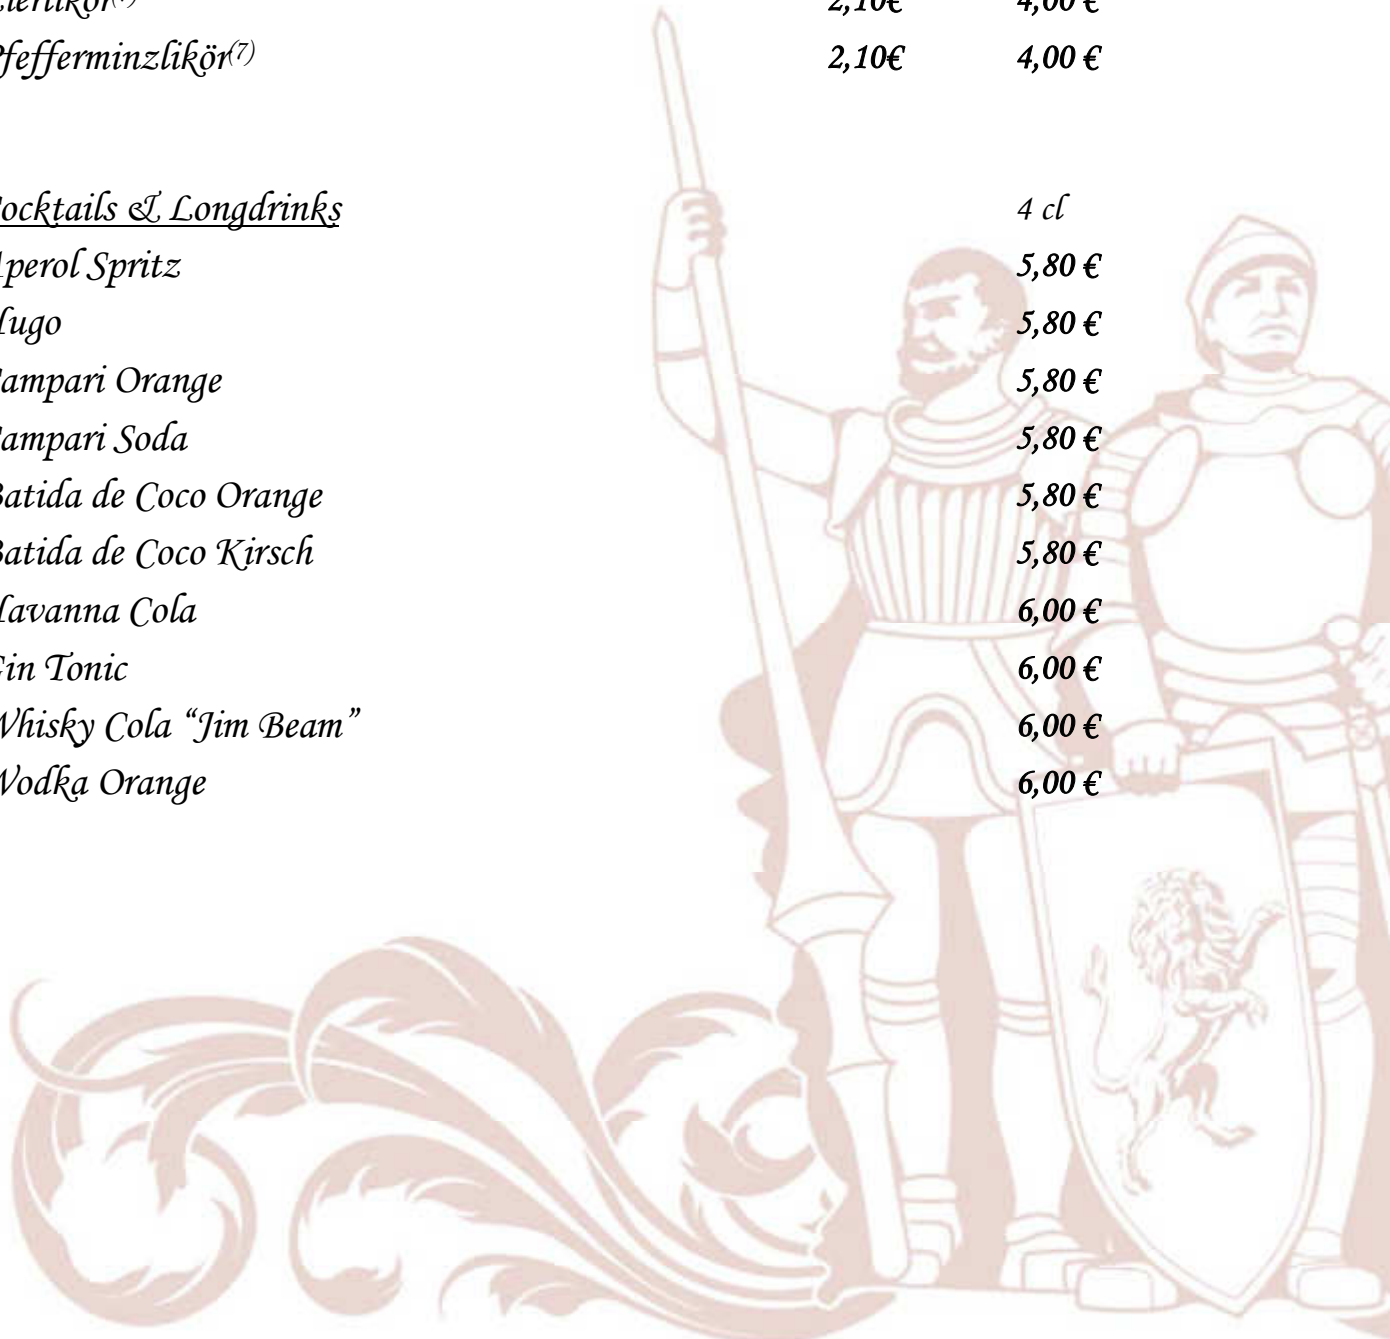 Eierlikör 2,10€ 4,00 €
Pfefferminzlikör(7) 2,10€ 4,00 €
Cocktails & Longdrinks 4 cl
Aperol Spritz 5,80 €
Hugo 5,80 €
Campari Orange 5,80 €
Campari Soda 5,80 €
Batida de Coco Orange 5,80 €
Batida de Coco Kirsch 5,80 €
Havanna Cola 6,00 €
Gin Tonic 6,00 €
Whisky Cola “Jim Beam” 6,00 €
Wodka Orange 6,00 €